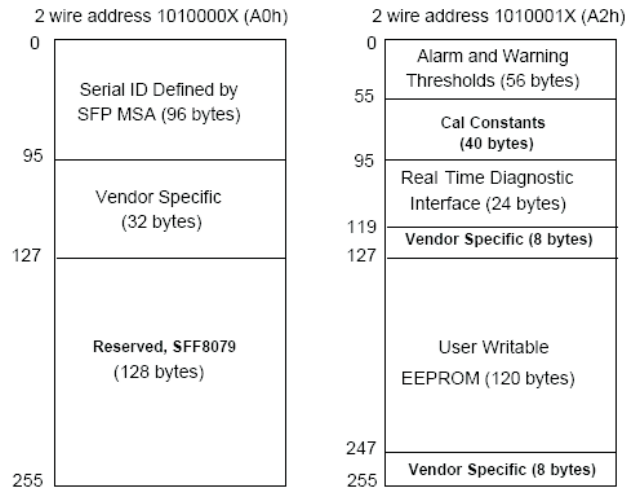 2 wire address 1010000X (A0h)
0
Serial ID Defined by
SFP MSA (96 bytes)
95
Vendor Specific
(32 bytes)
127
Reserved, SFF8079
(128 bytes)
255
2 wire address 1010001X (A2h)
0
Alarm and Warning
Thresholds (56 bytes)
55
Cal Constants
(40 bytes)
95
Real Time Diagnostic
Interface (24 bytes)
119
Vendor Specific (8 bytes)
127
User Writable
EEPROM (120 bytes)
247
Vendor Specific (8 bytes)
255